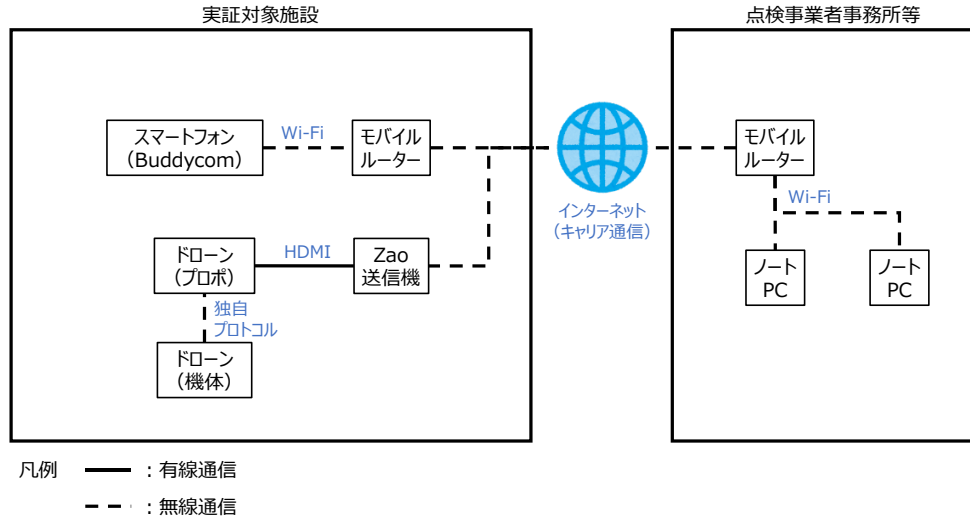 実証対象施設
点検事業者事務所等
スマートフォン
（Buddycom）
Wi-Fi
モバイル
ルーター
インターネット
（キャリア通信）
モバイル
ルーター
Wi-Fi
ノート
PC
ノート
PC
ドローン
（プロポ）
HDMI
Zao
送信機
独自
プロトコル
ドローン
（機体）
凡例
：有線通信
：無線通信